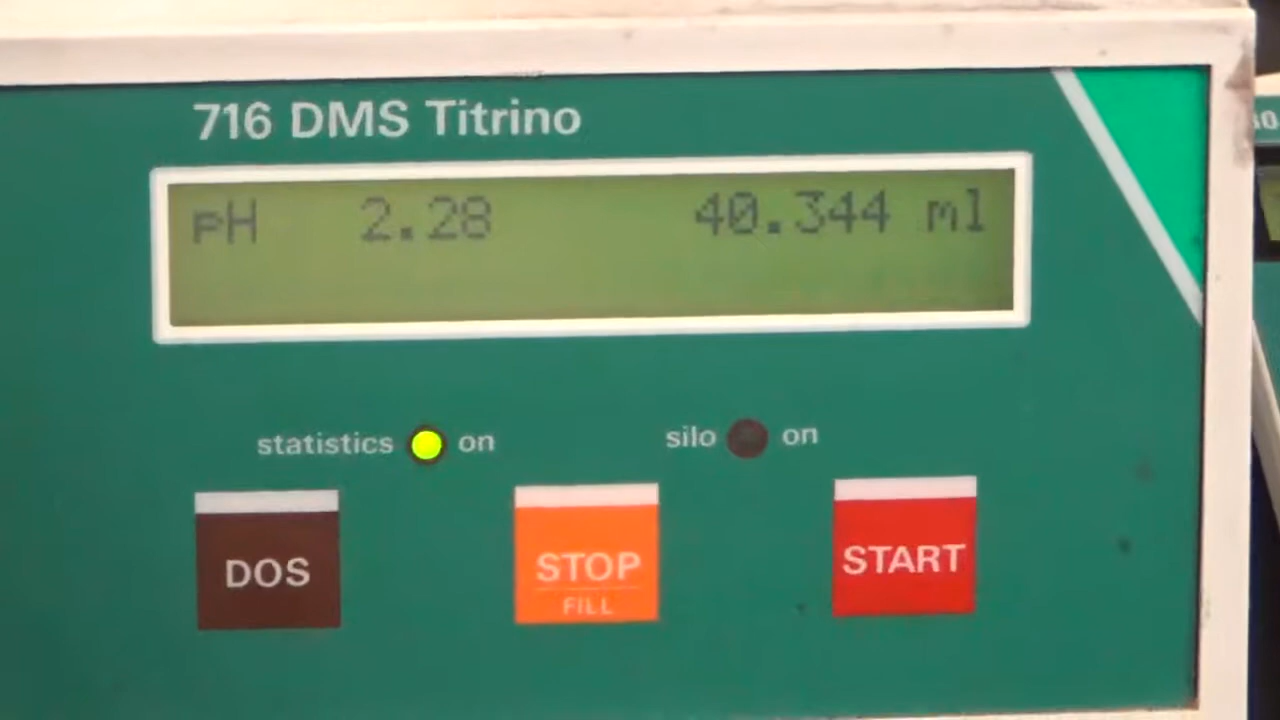 716 DMS Titrino
pH 2.28 40.344 ml
statistics on silo on
DOS
STOP
FILL
START